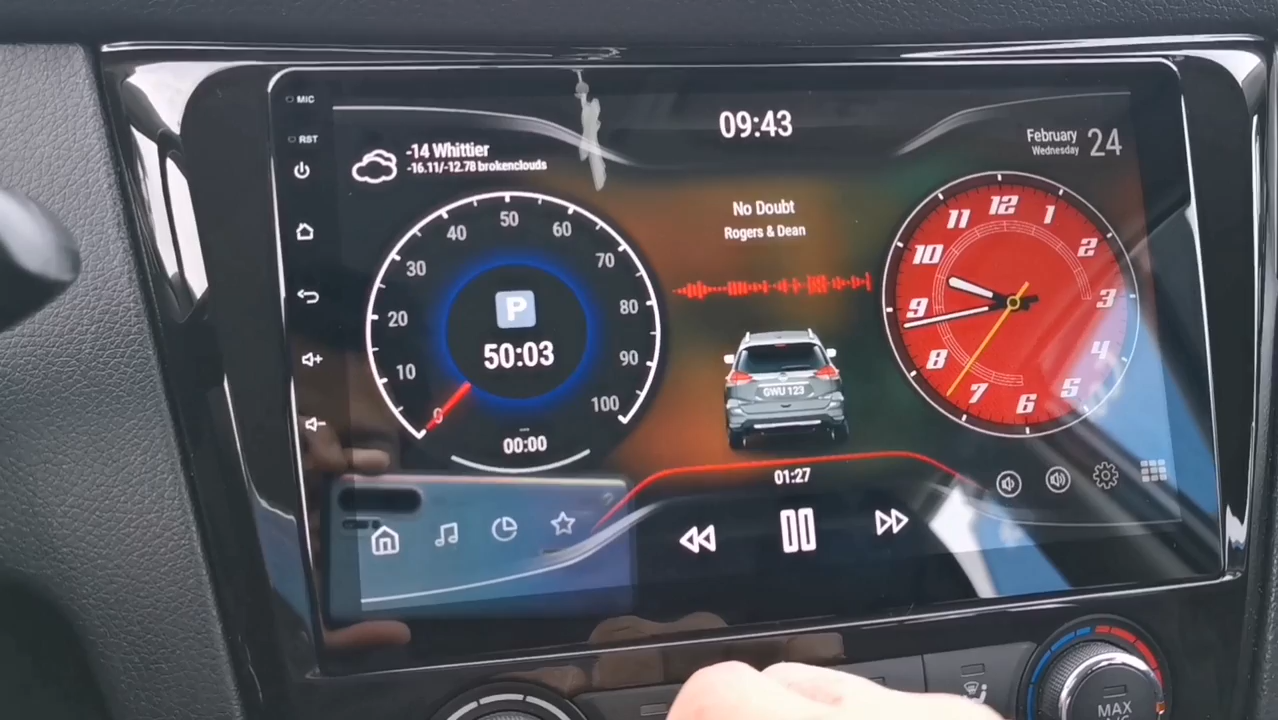 MIC
RST
-14 Whittier
-16.11/-12.78 brokenclouds
09:43
February
Wednesday
24
0
10
20
30
40
50
60
70
80
90
100
P
50:03
00:00
No Doubt
Rogers & Dean
GWU 123
01:27
12
1
2
3
4
5
6
7
8
9
10
11
MAX